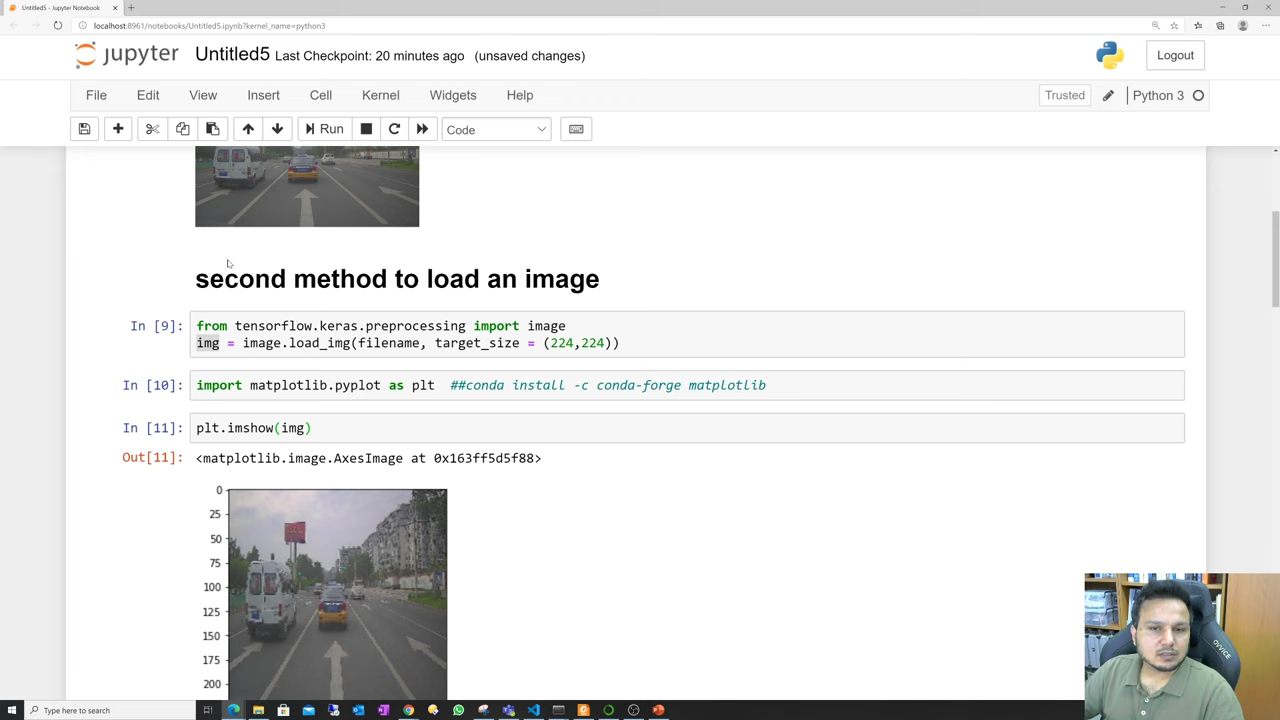 Untitled5 - Jupyter Notebook
localhost:8961/notebooks/Untitled5.ipynb?kernel_name=python3
jupyter Untitled5 Last Checkpoint: 20 minutes ago (unsaved changes) Logout
File Edit View Insert Cell Kernel Widgets Help Trusted Python 3
Run Code
second method to load an image
In [9]: from tensorflow.keras.preprocessing import image
img = image.load_img(filename, target_size = (224,224))
In [10]: import matplotlib.pyplot as plt ##conda install -c conda-forge matplotlib
In [11]: plt.imshow(img)
Out[11]: <matplotlib.image.AxesImage at 0x163ff5d5f88>
0
25
50
75
100
125
150
175
200
Type here to search